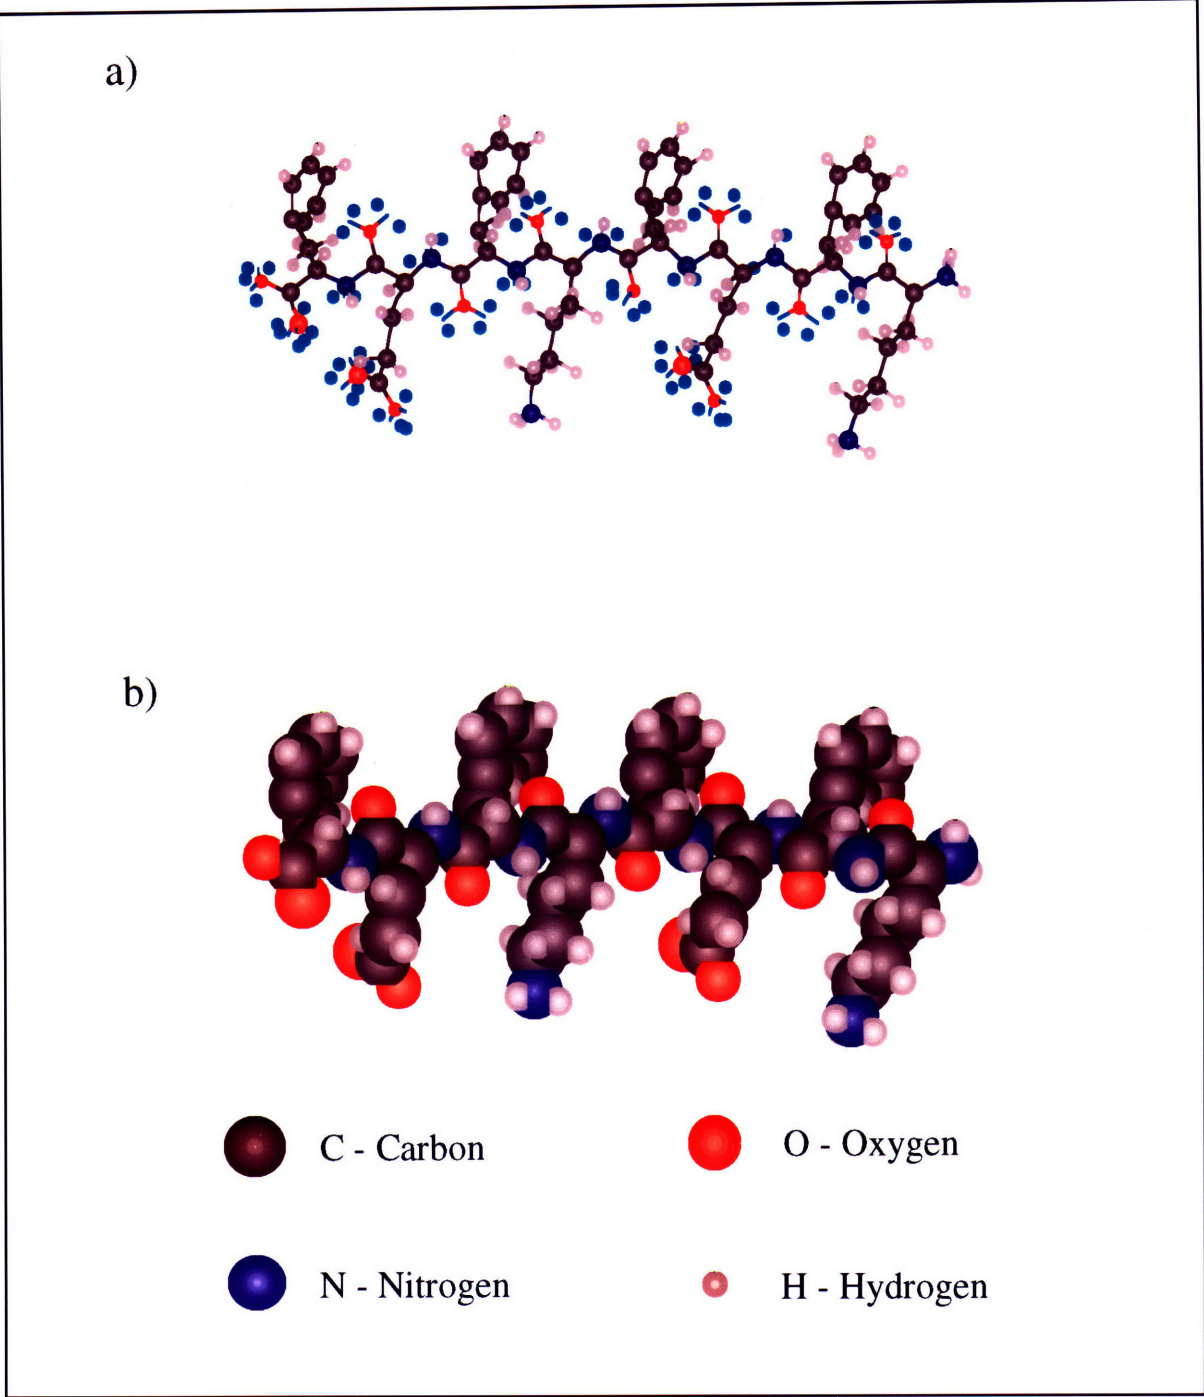 a)
b)
C - Carbon
O - Oxygen
N - Nitrogen
H - Hydrogen